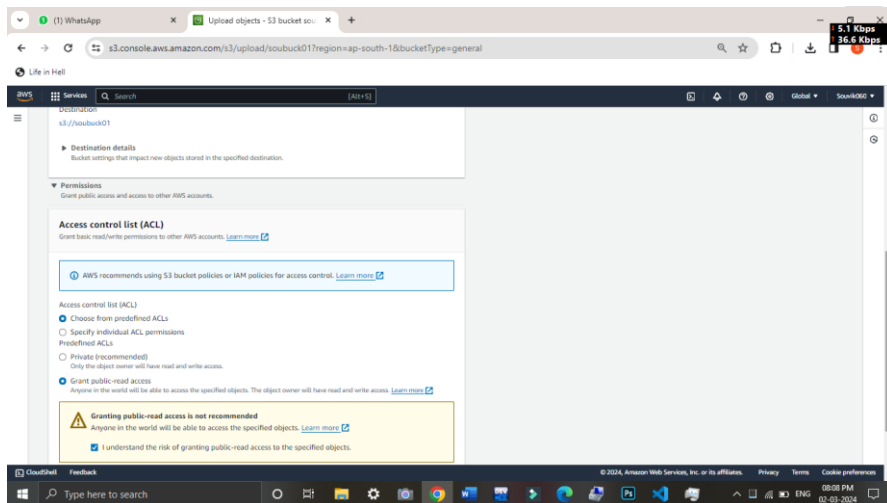 (1) WhatsApp
Upload objects - S3 bucket sou
5.1 Kbps
36.6 Kbps
s3.console.aws.amazon.com/s3/upload/soubuck01?region=ap-south-1&bucketType=general
Life in Hell
aws
Services
Search
[Alt+S]
Global
Souvik060
Destination
s3://soubuck01
Destination details
Bucket settings that impact new objects stored in the specified destination.
Permissions
Grant public access and access to other AWS accounts.
Access control list (ACL)
Grant basic read/write permissions to other AWS accounts. Learn more
AWS recommends using S3 bucket policies or IAM policies for access control. Learn more
Access control list (ACL)
Choose from predefined ACLs
Specify individual ACL permissions
Predefined ACLs
Private (recommended)
Only the object owner will have read and write access.
Grant public-read access
Anyone in the world will be able to access the specified objects. The object owner will have read and write access. Learn more
Granting public-read access is not recommended
Anyone in the world will be able to access the specified objects. Learn more
I understand the risk of granting public-read access to the specified objects.
CloudShell Feedback
© 2024, Amazon Web Services, Inc. or its affiliates. Privacy Terms Cookie preferences
Type here to search
ENG
08:08 PM
02-03-2024